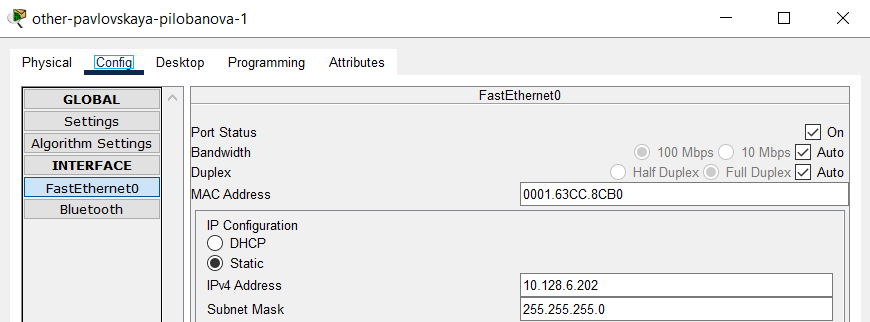 other-pavlovskaya-pilobanova-1
Physical Config Desktop Programming Attributes
GLOBAL
Settings
Algorithm Settings
INTERFACE
FastEthernet0
Bluetooth
FastEthernet0
Port Status On
Bandwidth 100 Mbps 10 Mbps Auto
Duplex Half Duplex Full Duplex Auto
MAC Address 0001.63CC.8CB0
IP Configuration
DHCP
Static
IPv4 Address 10.128.6.202
Subnet Mask 255.255.255.0